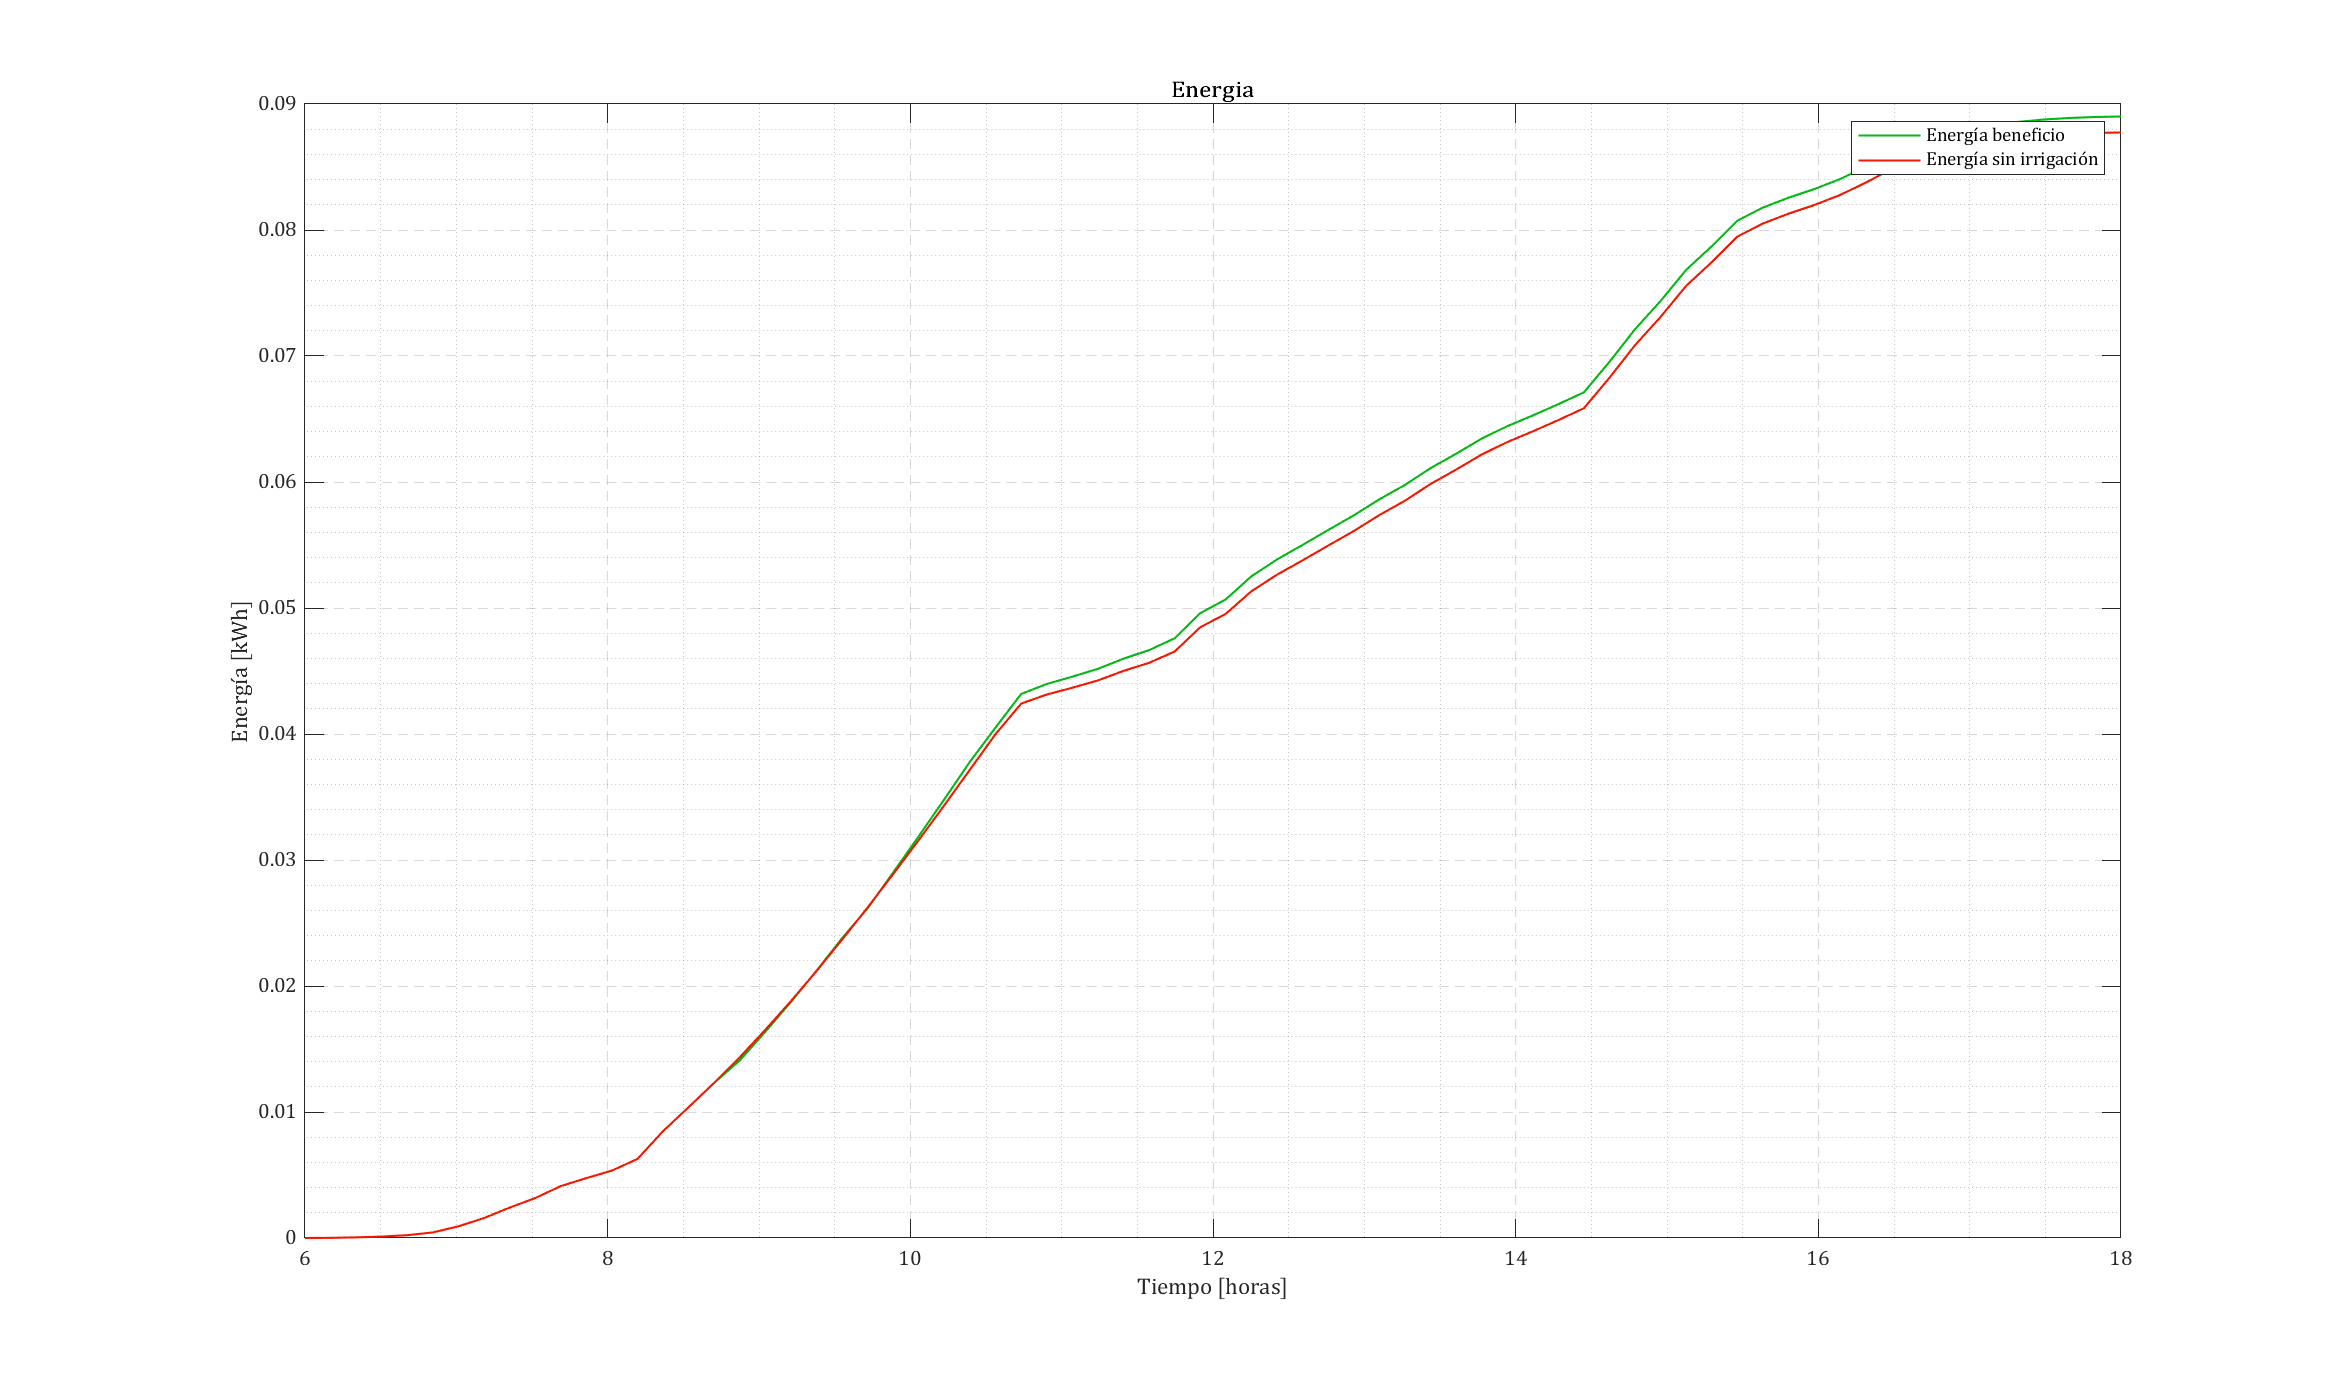 Energia
0.09
0.08
0.07
0.06
0.05
0.04
0.03
0.02
0.01
0
Energía [kWh]
Energía beneficio
Energía sin irrigación
6 8 10 12 14 16 18
Tiempo [horas]